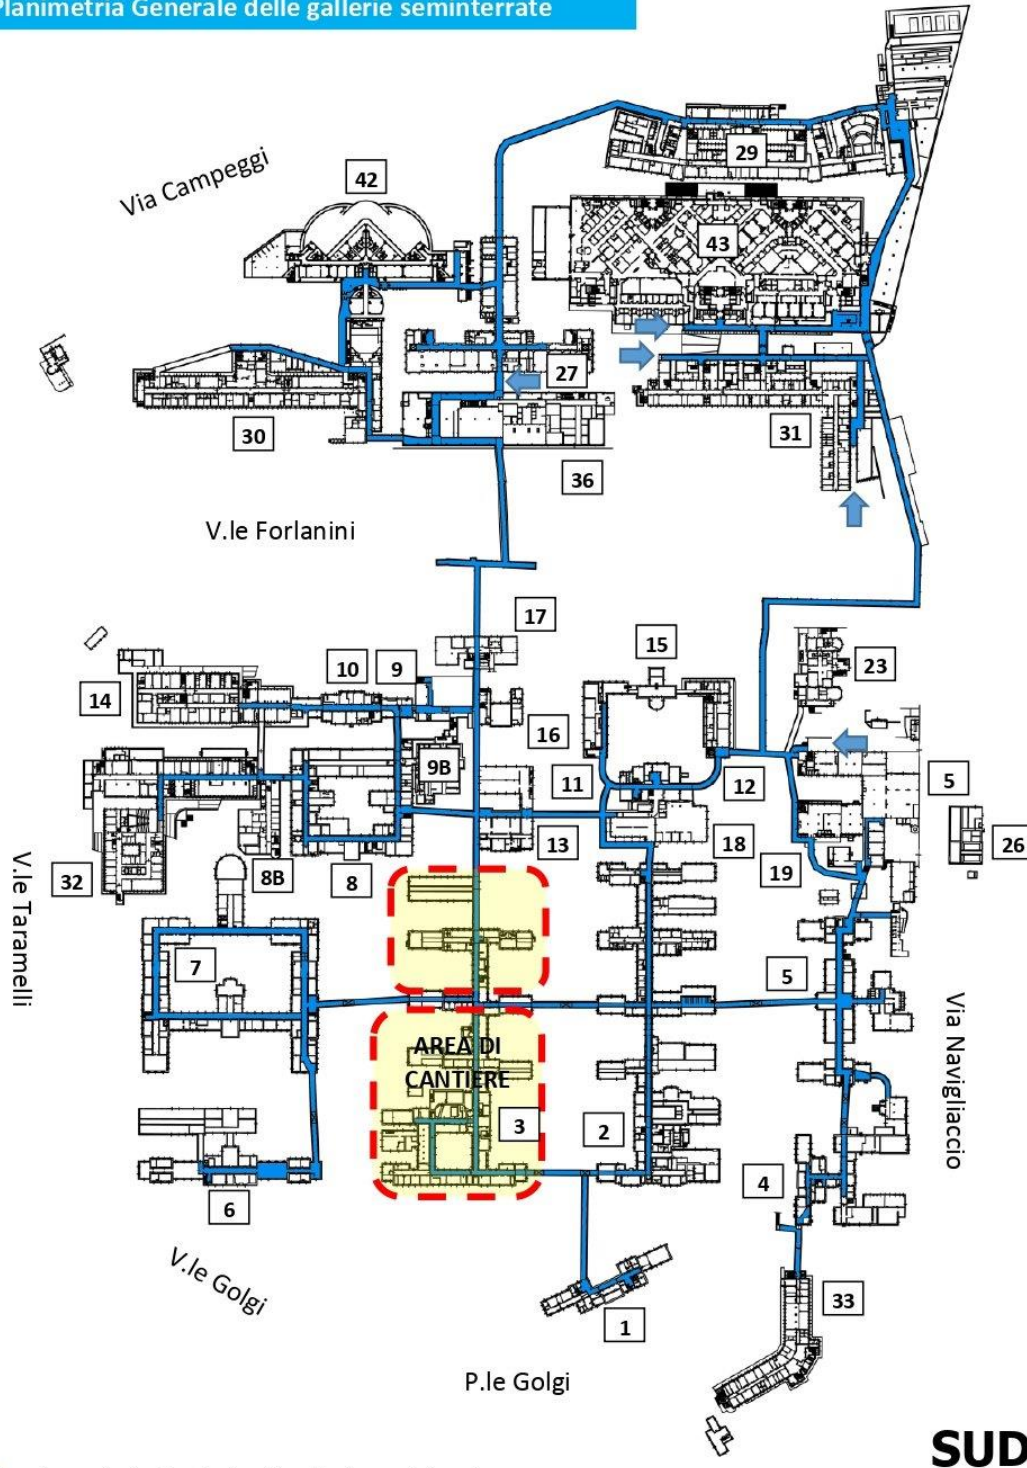 Planimetria Generale delle gallerie seminterrate
29
Via Campeggi
42
43
27
30
31
36
V.le Forlanini
17
15
10
9
23
14
16
9B
11
12
5
13
18
26
32
8B
8
19
7
5
V.le Taramelli
Via Navigliaccio
AREA DI
CANTIERE
3
2
4
6
V.le Golgi
33
1
P.le Golgi
SUD